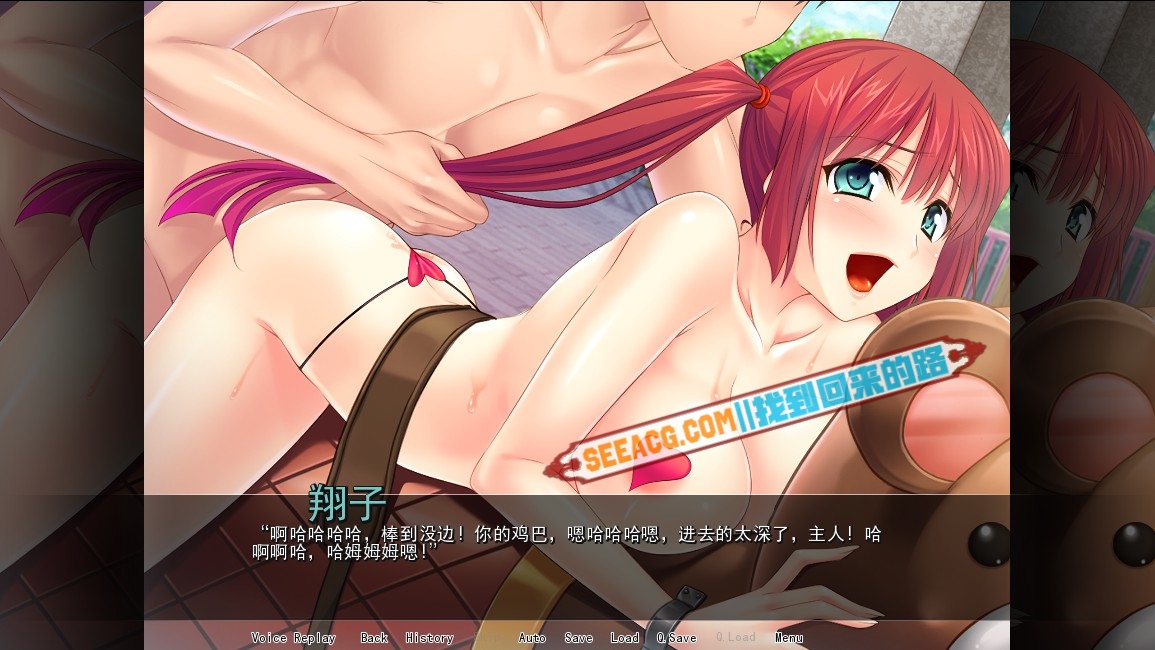 SEEACG.COM||找到回来的路
翔子
“啊哈哈哈哈，棒到没边！你的鸡巴，嗯哈哈哈嗯，进去的太深了，主人！哈
啊啊哈，哈姆姆姆嗯!”
Voice Replay Back History Auto Save Load Q.Save Q.Load Menu